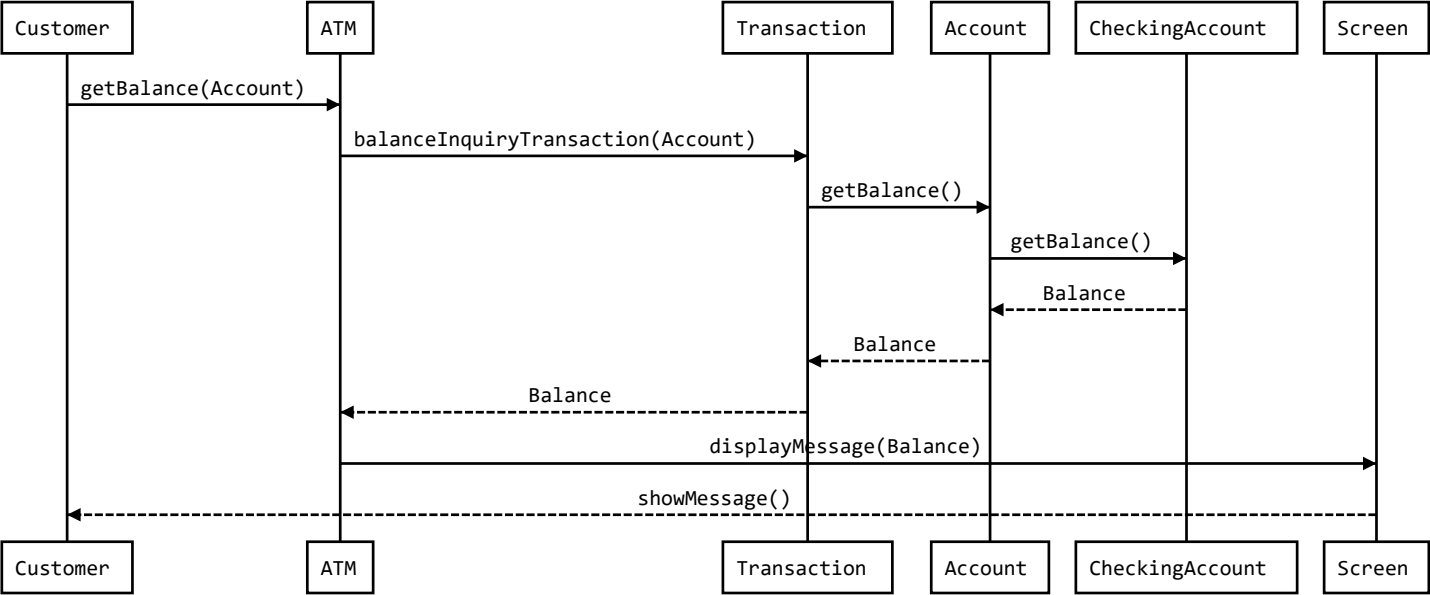 Customer ATM Transaction Account CheckingAccount Screen
getBalance(Account)
balanceInquiryTransaction(Account)
getBalance()
getBalance()
Balance
Balance
Balance
displayMessage(Balance)
showMessage()
Customer ATM Transaction Account CheckingAccount Screen